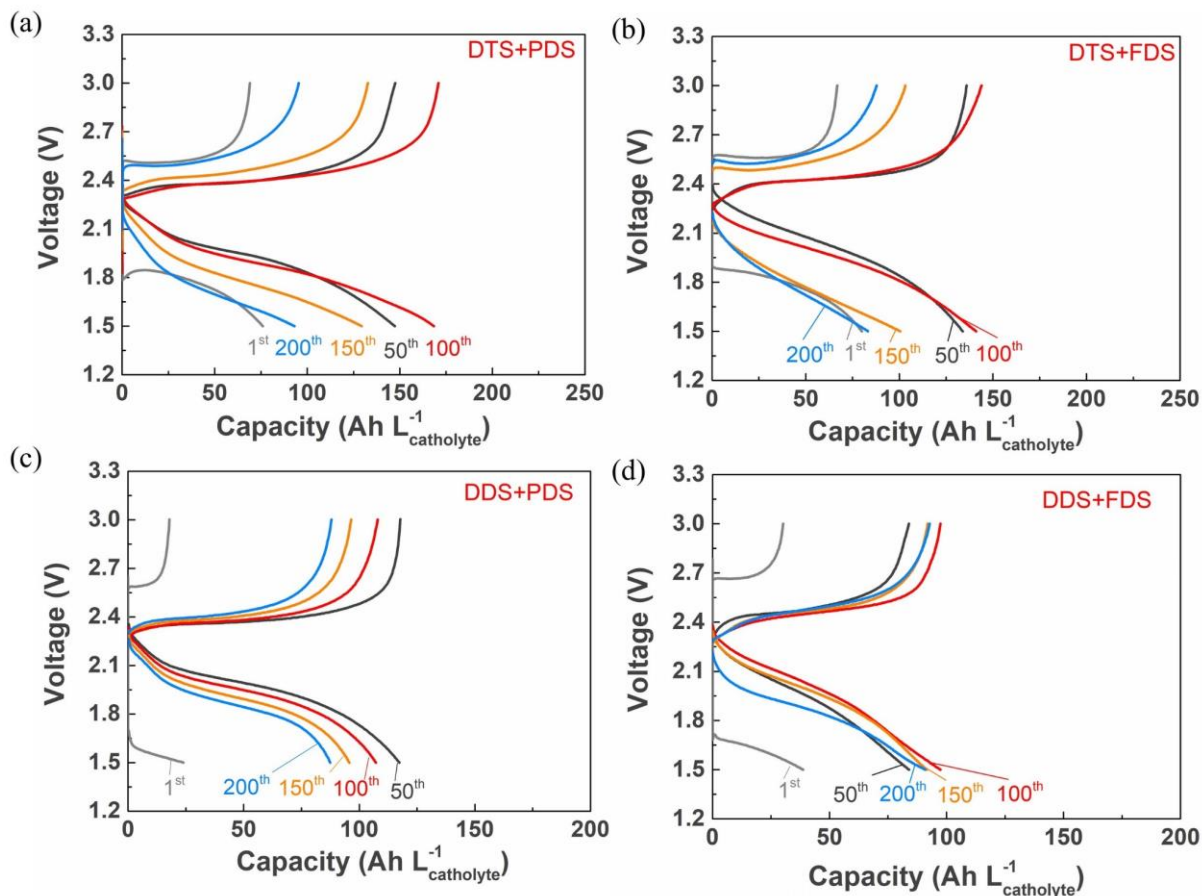 (a)
DTS+PDS
3.3
3.0
2.7
2.4
2.1
1.8
1.5
1.2
Voltage (V)
1st
200th
150th
50th
100th
0
50
100
150
200
250
Capacity (Ah L-1catholyte)
(b)
DTS+FDS
3.3
3.0
2.7
2.4
2.1
1.8
1.5
1.2
Voltage (V)
200th
1st
150th
50th
100th
0
50
100
150
200
250
Capacity (Ah L-1catholyte)
(c)
DDS+PDS
3.3
3.0
2.7
2.4
2.1
1.8
1.5
1.2
Voltage (V)
1st
200th
150th
100th
50th
0
50
100
150
200
Capacity (Ah L-1catholyte)
(d)
DDS+FDS
3.3
3.0
2.7
2.4
2.1
1.8
1.5
1.2
Voltage (V)
1st
50th
200th
150th
100th
0
50
100
150
200
Capacity (Ah L-1catholyte)